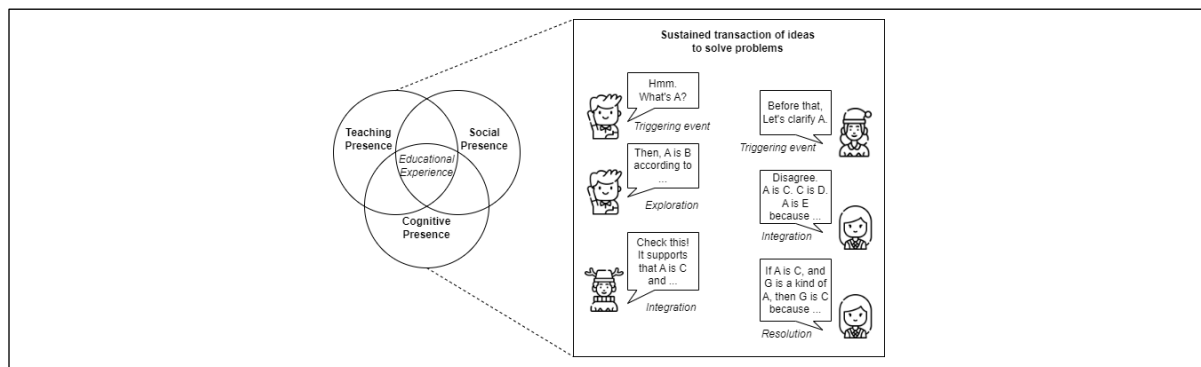 Teaching
Presence
Social
Presence
Educational
Experience
Cognitive
Presence
Sustained transaction of ideas
to solve problems
Hmm.
What's A?
Triggering event
Before that,
Let's clarify A.
Triggering event
Then, A is B
according to
...
Exploration
Disagree.
A is C. C is D.
A is E
because ...
Integration
Check this!
It supports
that A is C
and ...
Integration
If A is C, and
G is a kind of
A, then G is C
because ...
Resolution